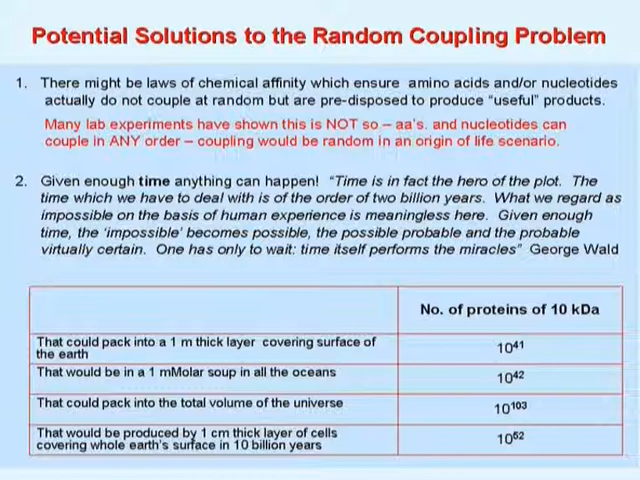 Potential Solutions to the Random Coupling Problem
1. There might be laws of chemical affinity which ensure amino acids and/or nucleotides
actually do not couple at random but are pre-disposed to produce “useful” products.
Many lab experiments have shown this is NOT so – aa’s. and nucleotides can
couple in ANY order – coupling would be random in an origin of life scenario.
2. Given enough time anything can happen! “Time is in fact the hero of the plot. The
time which we have to deal with is of the order of two billion years. What we regard as
impossible on the basis of human experience is meaningless here. Given enough
time, the ‘impossible’ becomes possible, the possible probable and the probable
virtually certain. One has only to wait: time itself performs the miracles” George Wald
No. of proteins of 10 kDa
That could pack into a 1 m thick layer covering surface of
the earth
10⁴¹
That would be in a 1 mMolar soup in all the oceans
10⁴²
That could pack into the total volume of the universe
10¹⁰³
That would be produced by 1 cm thick layer of cells
covering whole earth’s surface in 10 billion years
10⁵²